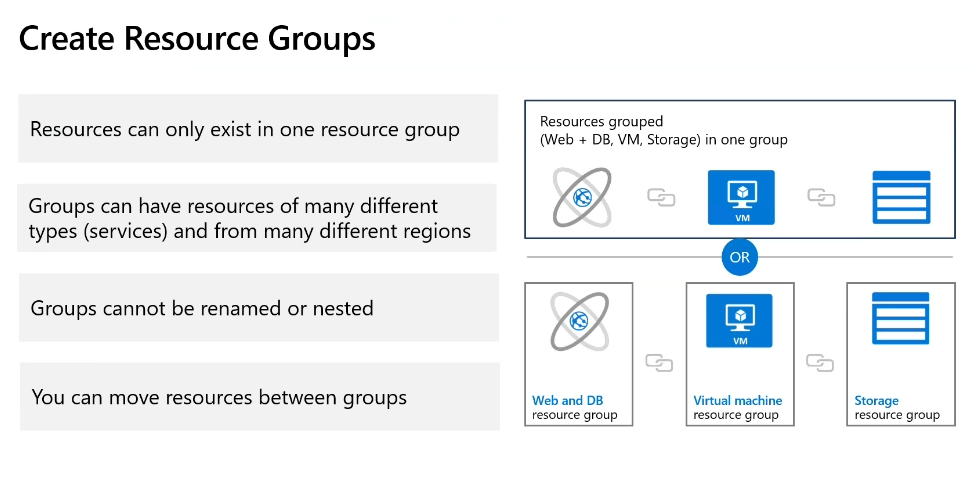 Create Resource Groups
Resources can only exist in one resource group
Groups can have resources of many different
types (services) and from many different regions
Groups cannot be renamed or nested
You can move resources between groups
Resources grouped
(Web + DB, VM, Storage) in one group
VM
OR
VM
Web and DB
resource group
Virtual machine
resource group
Storage
resource group